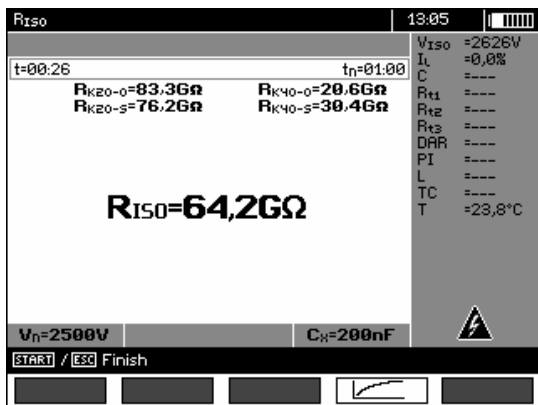 RISO 13:05
t=00:26 tn=01:00
RK20-O=83,3GΩ RK40-O=20,6GΩ
RK20-S=76,2GΩ RK40-S=30,4GΩ
RISO=64,2GΩ
Vn=2500V CX=200nF
VISO =2626V
IL =0,0%
C =---
Rt1 =---
Rt2 =---
Rt3 =---
DAR =---
PI =---
L =---
TC =---
T =23,8°C
START / ESC Finish